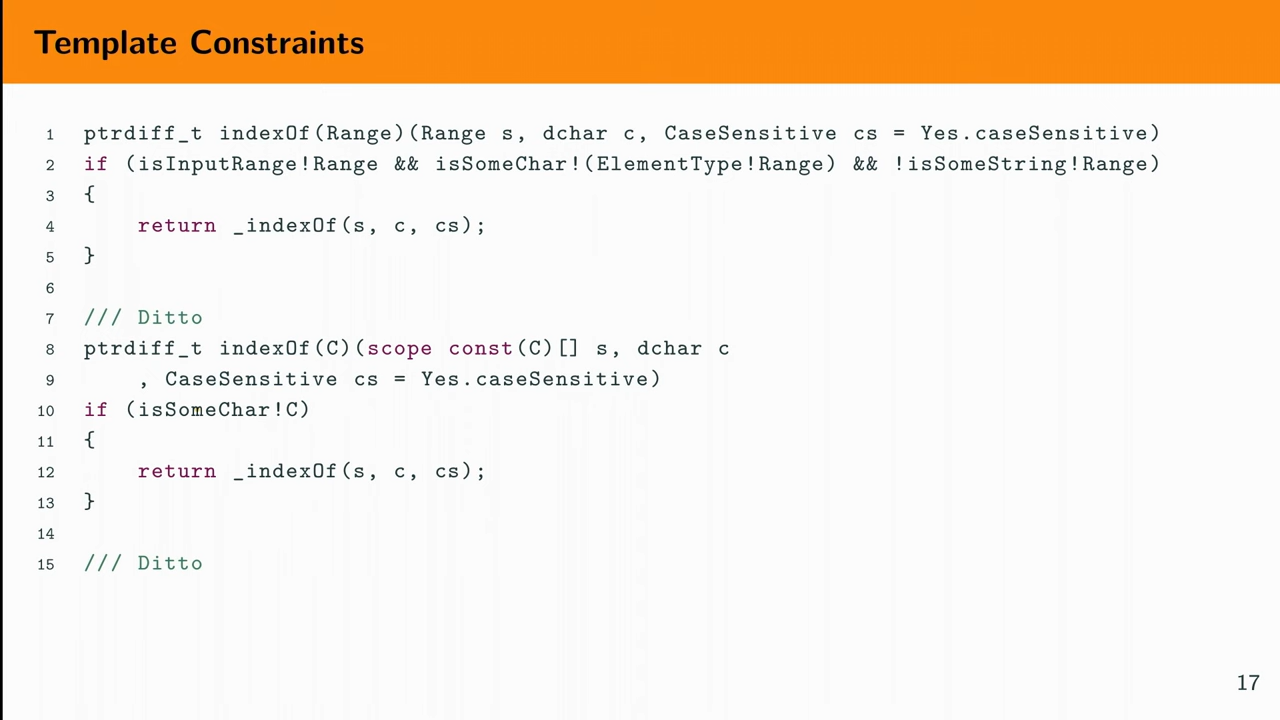 Template Constraints
1 ptrdiff_t indexOf(Range)(Range s, dchar c, CaseSensitive cs = Yes.caseSensitive)
2 if (isInputRange!Range && isSomeChar!(ElementType!Range) && !isSomeString!Range)
3 {
4     return _indexOf(s, c, cs);
5 }
6
7 /// Ditto
8 ptrdiff_t indexOf(C)(scope const(C)[] s, dchar c
9     , CaseSensitive cs = Yes.caseSensitive)
10 if (isSomeChar!C)
11 {
12     return _indexOf(s, c, cs);
13 }
14
15 /// Ditto
17